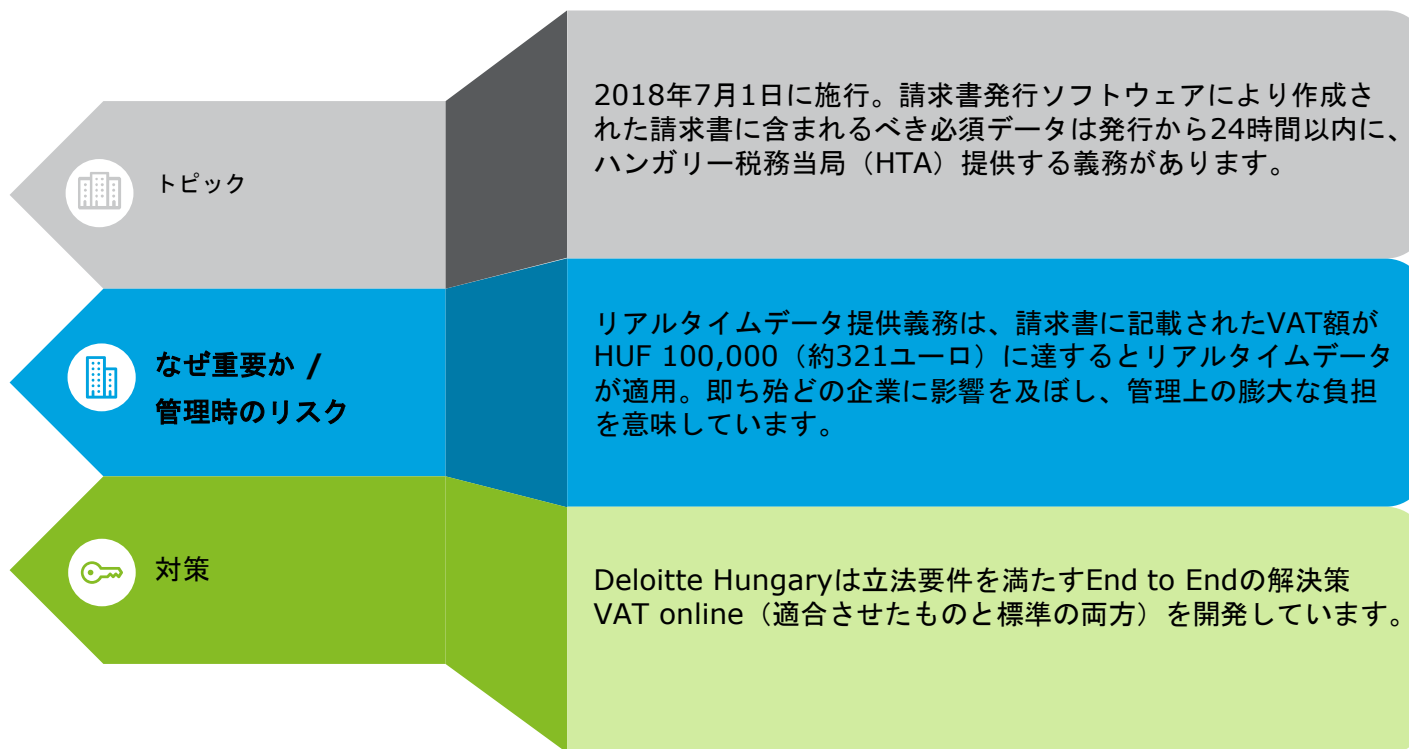 トピック
2018年7月1日に施行。請求書発行ソフトウェアにより作成さ
れた請求書に含まれるべき必須データは発行から24時間以内に、
ハンガリー税務当局（HTA）提供する義務があります。
なぜ重要か /
管理時のリスク
リアルタイムデータ提供義務は、請求書に記載されたVAT額が
HUF 100,000（約321ユーロ）に達するとリアルタイムデータ
が適用。即ち殆どの企業に影響を及ぼし、管理上の膨大な負担
を意味しています。
対策
Deloitte Hungaryは立法要件を満たすEnd to Endの解決策
VAT online（適合させたものと標準の両方）を開発しています。